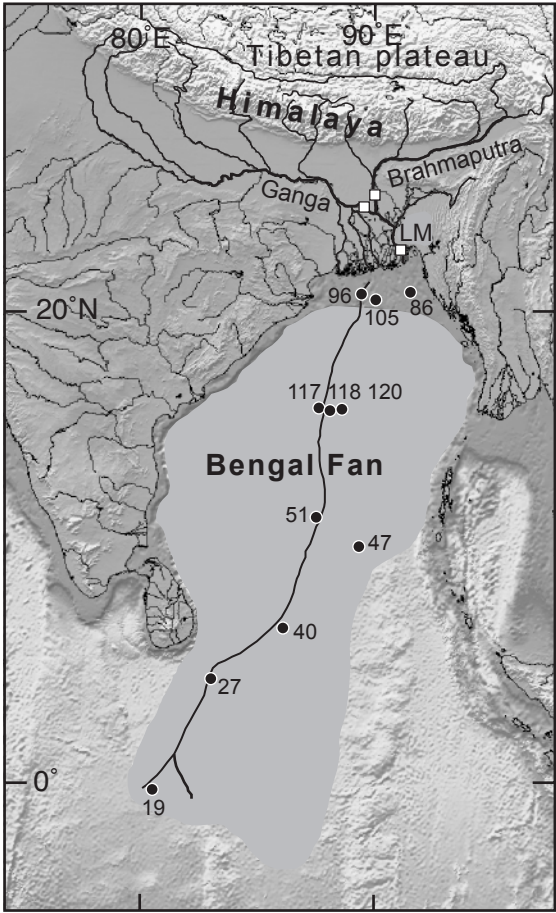 80°E
90°E
Tibetan plateau
Himalaya
Brahmaputra
Ganga
LM
20°N
96
105
86
117 118 120
Bengal Fan
51
47
40
27
0°
19